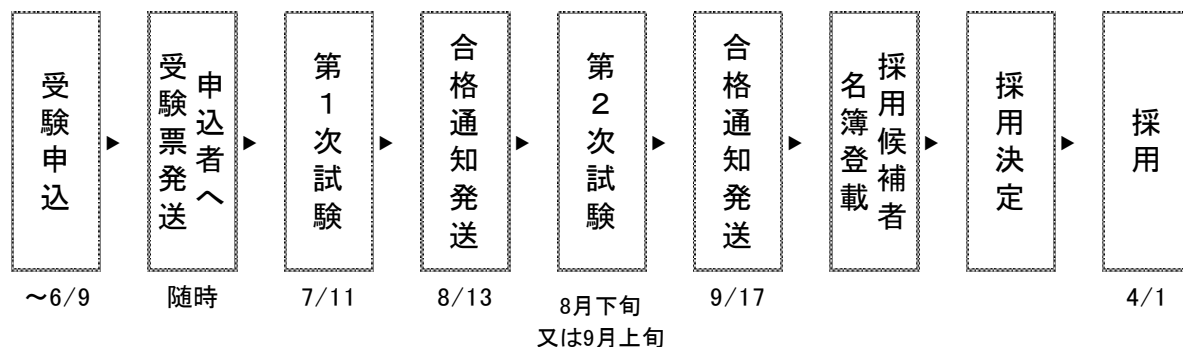 受験申込
申込者へ
受験票発送
第1次試験
合格通知発送
第2次試験
合格通知発送
採用候補者
名簿登載
採用決定
採用
～6/9
随時
7/11
8/13
8月下旬
又は9月上旬
9/17
4/1